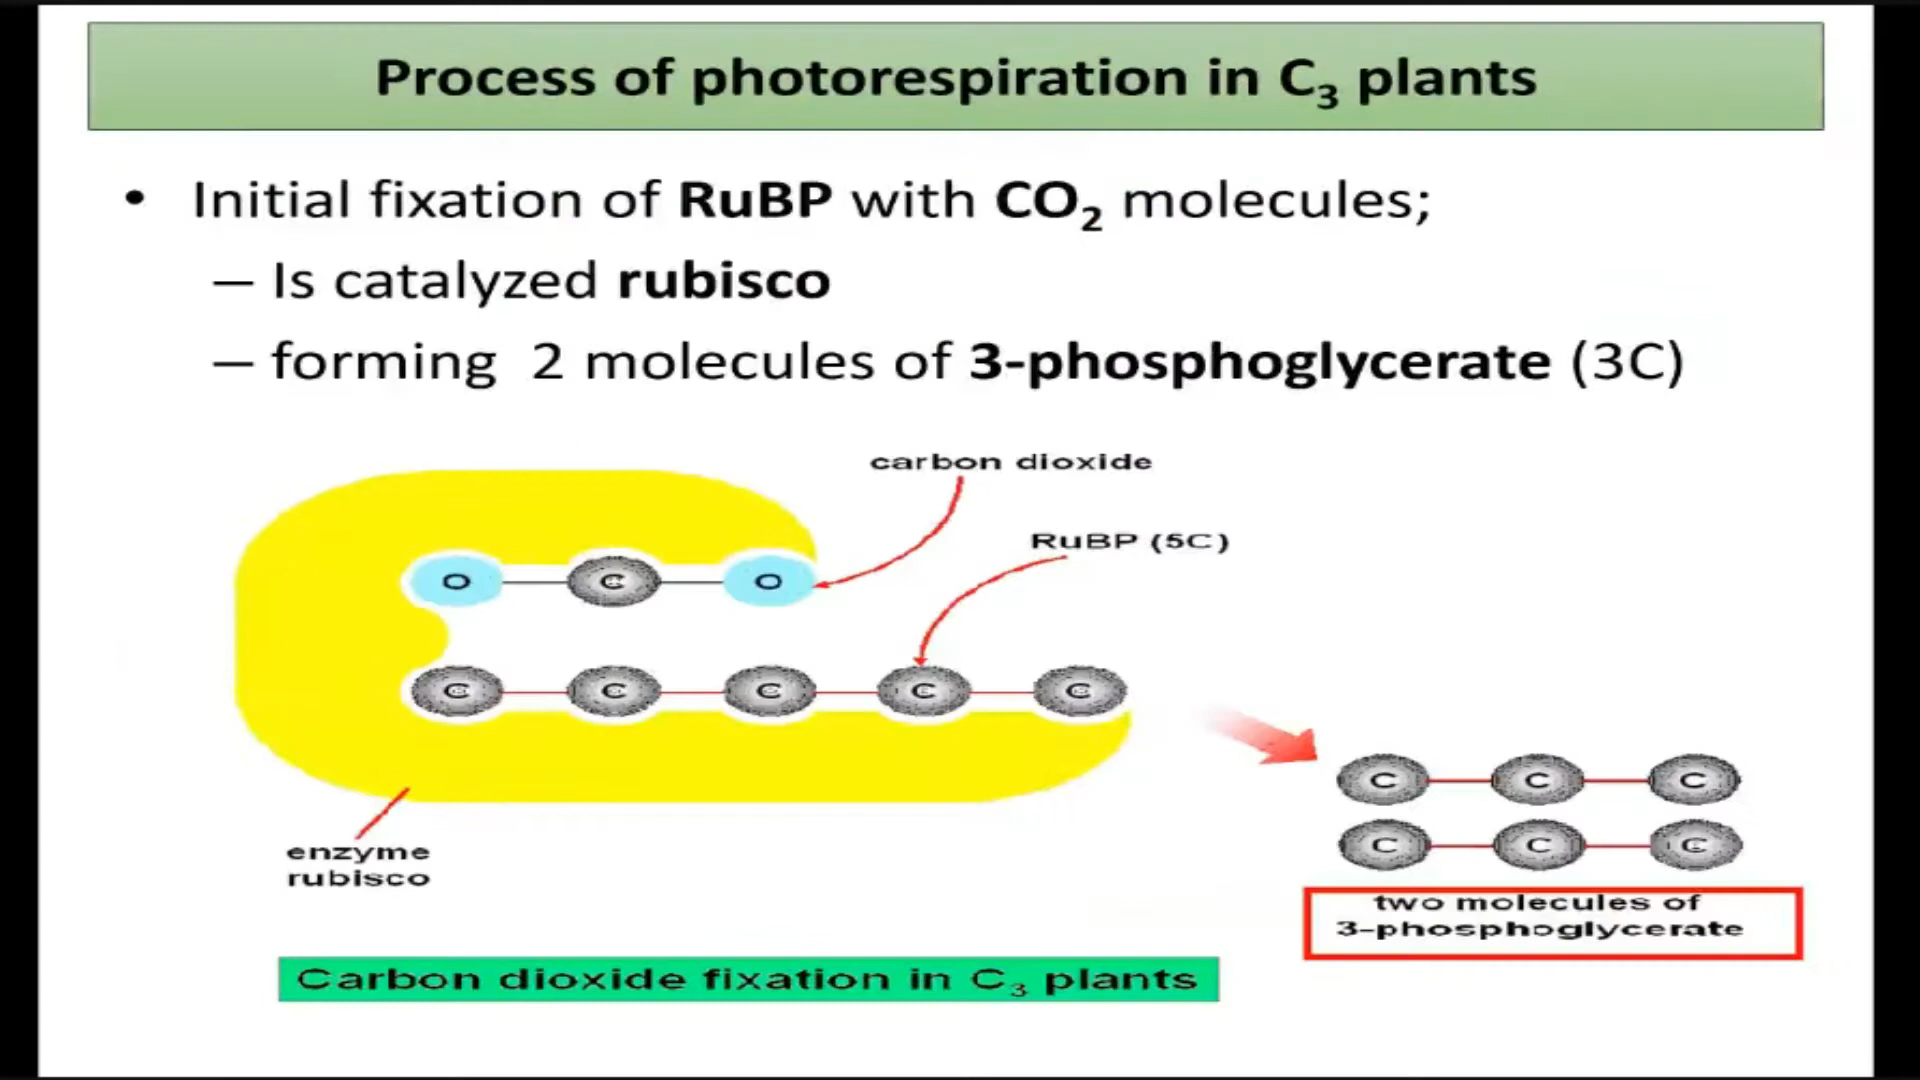 Process of photorespiration in C₃ plants
• Initial fixation of RuBP with CO₂ molecules;
– Is catalyzed rubisco
– forming 2 molecules of 3-phosphoglycerate (3C)
carbon dioxide
RuBP (5C)
O C O
C C C C C
C C C
C C C
enzyme
rubisco
two molecules of
3-phosphoglycerate
Carbon dioxide fixation in C₃ plants